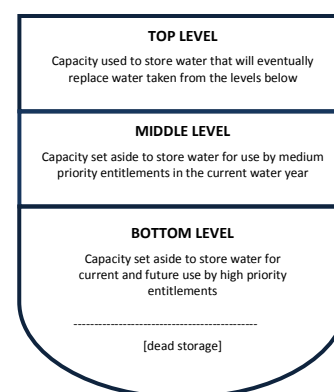 TOP LEVEL
Capacity used to store water that will eventually
replace water taken from the levels below
MIDDLE LEVEL
Capacity set aside to store water for use by medium
priority entitlements in the current water year
BOTTOM LEVEL
Capacity set aside to store water for
current and future use by high priority
entitlements
[dead storage]